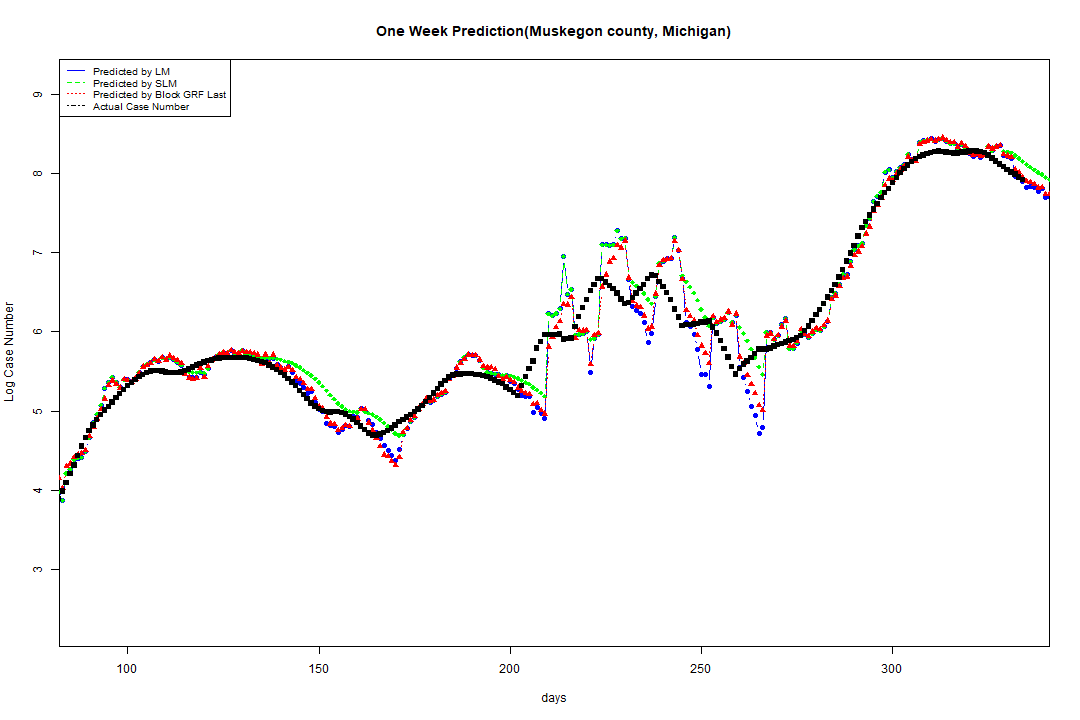 One Week Prediction(Muskegon county, Michigan)
Predicted by LM
Predicted by SLM
Predicted by Block GRF Last
Actual Case Number
9
8
7
6
5
4
3
Log Case Number
100 150 200 250 300
days